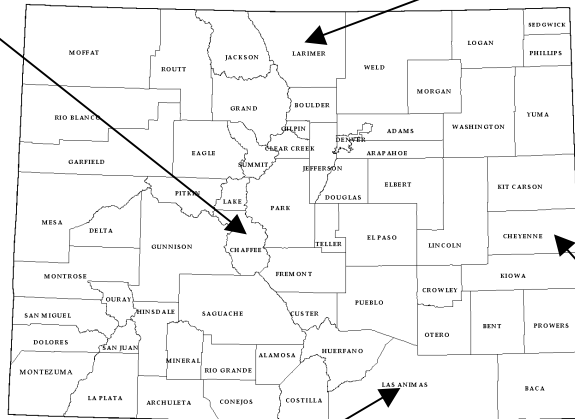 SEDGWICK
LOGAN
MOFFAT
LARIMER
PHILLIPS
JACKSON
ROUTT
WELD
MORGAN
GRAND
BOULDER
RIO BLANCO
YUMA
GILPIN
WASHINGTON
ADAMS
DENVER
CLEAR CREEK
EAGLE
ARAPAHOE
GARFIELD
SUMMIT
JEFFERSON
ELBERT
KIT CARSON
PITKIN
LAKE
DOUGLAS
PARK
MESA
DELTA
EL PASO
CHEYENNE
TELLER
LINCOLN
GUNNISON
CHAFFEE
FREMONT
KIOWA
MONTROSE
CROWLEY
OURAY
PUEBLO
HINSDALE
SAGUACHE
CUSTER
SAN MIGUEL
BENT
PROWERS
OTERO
DOLORES
SAN JUAN
HUERFANO
ALAMOSA
MINERAL
RIO GRANDE
MONTEZUMA
LAS ANIMAS
BACA
LA PLATA
ARCHULETA
CONEJOS
COSTILLA